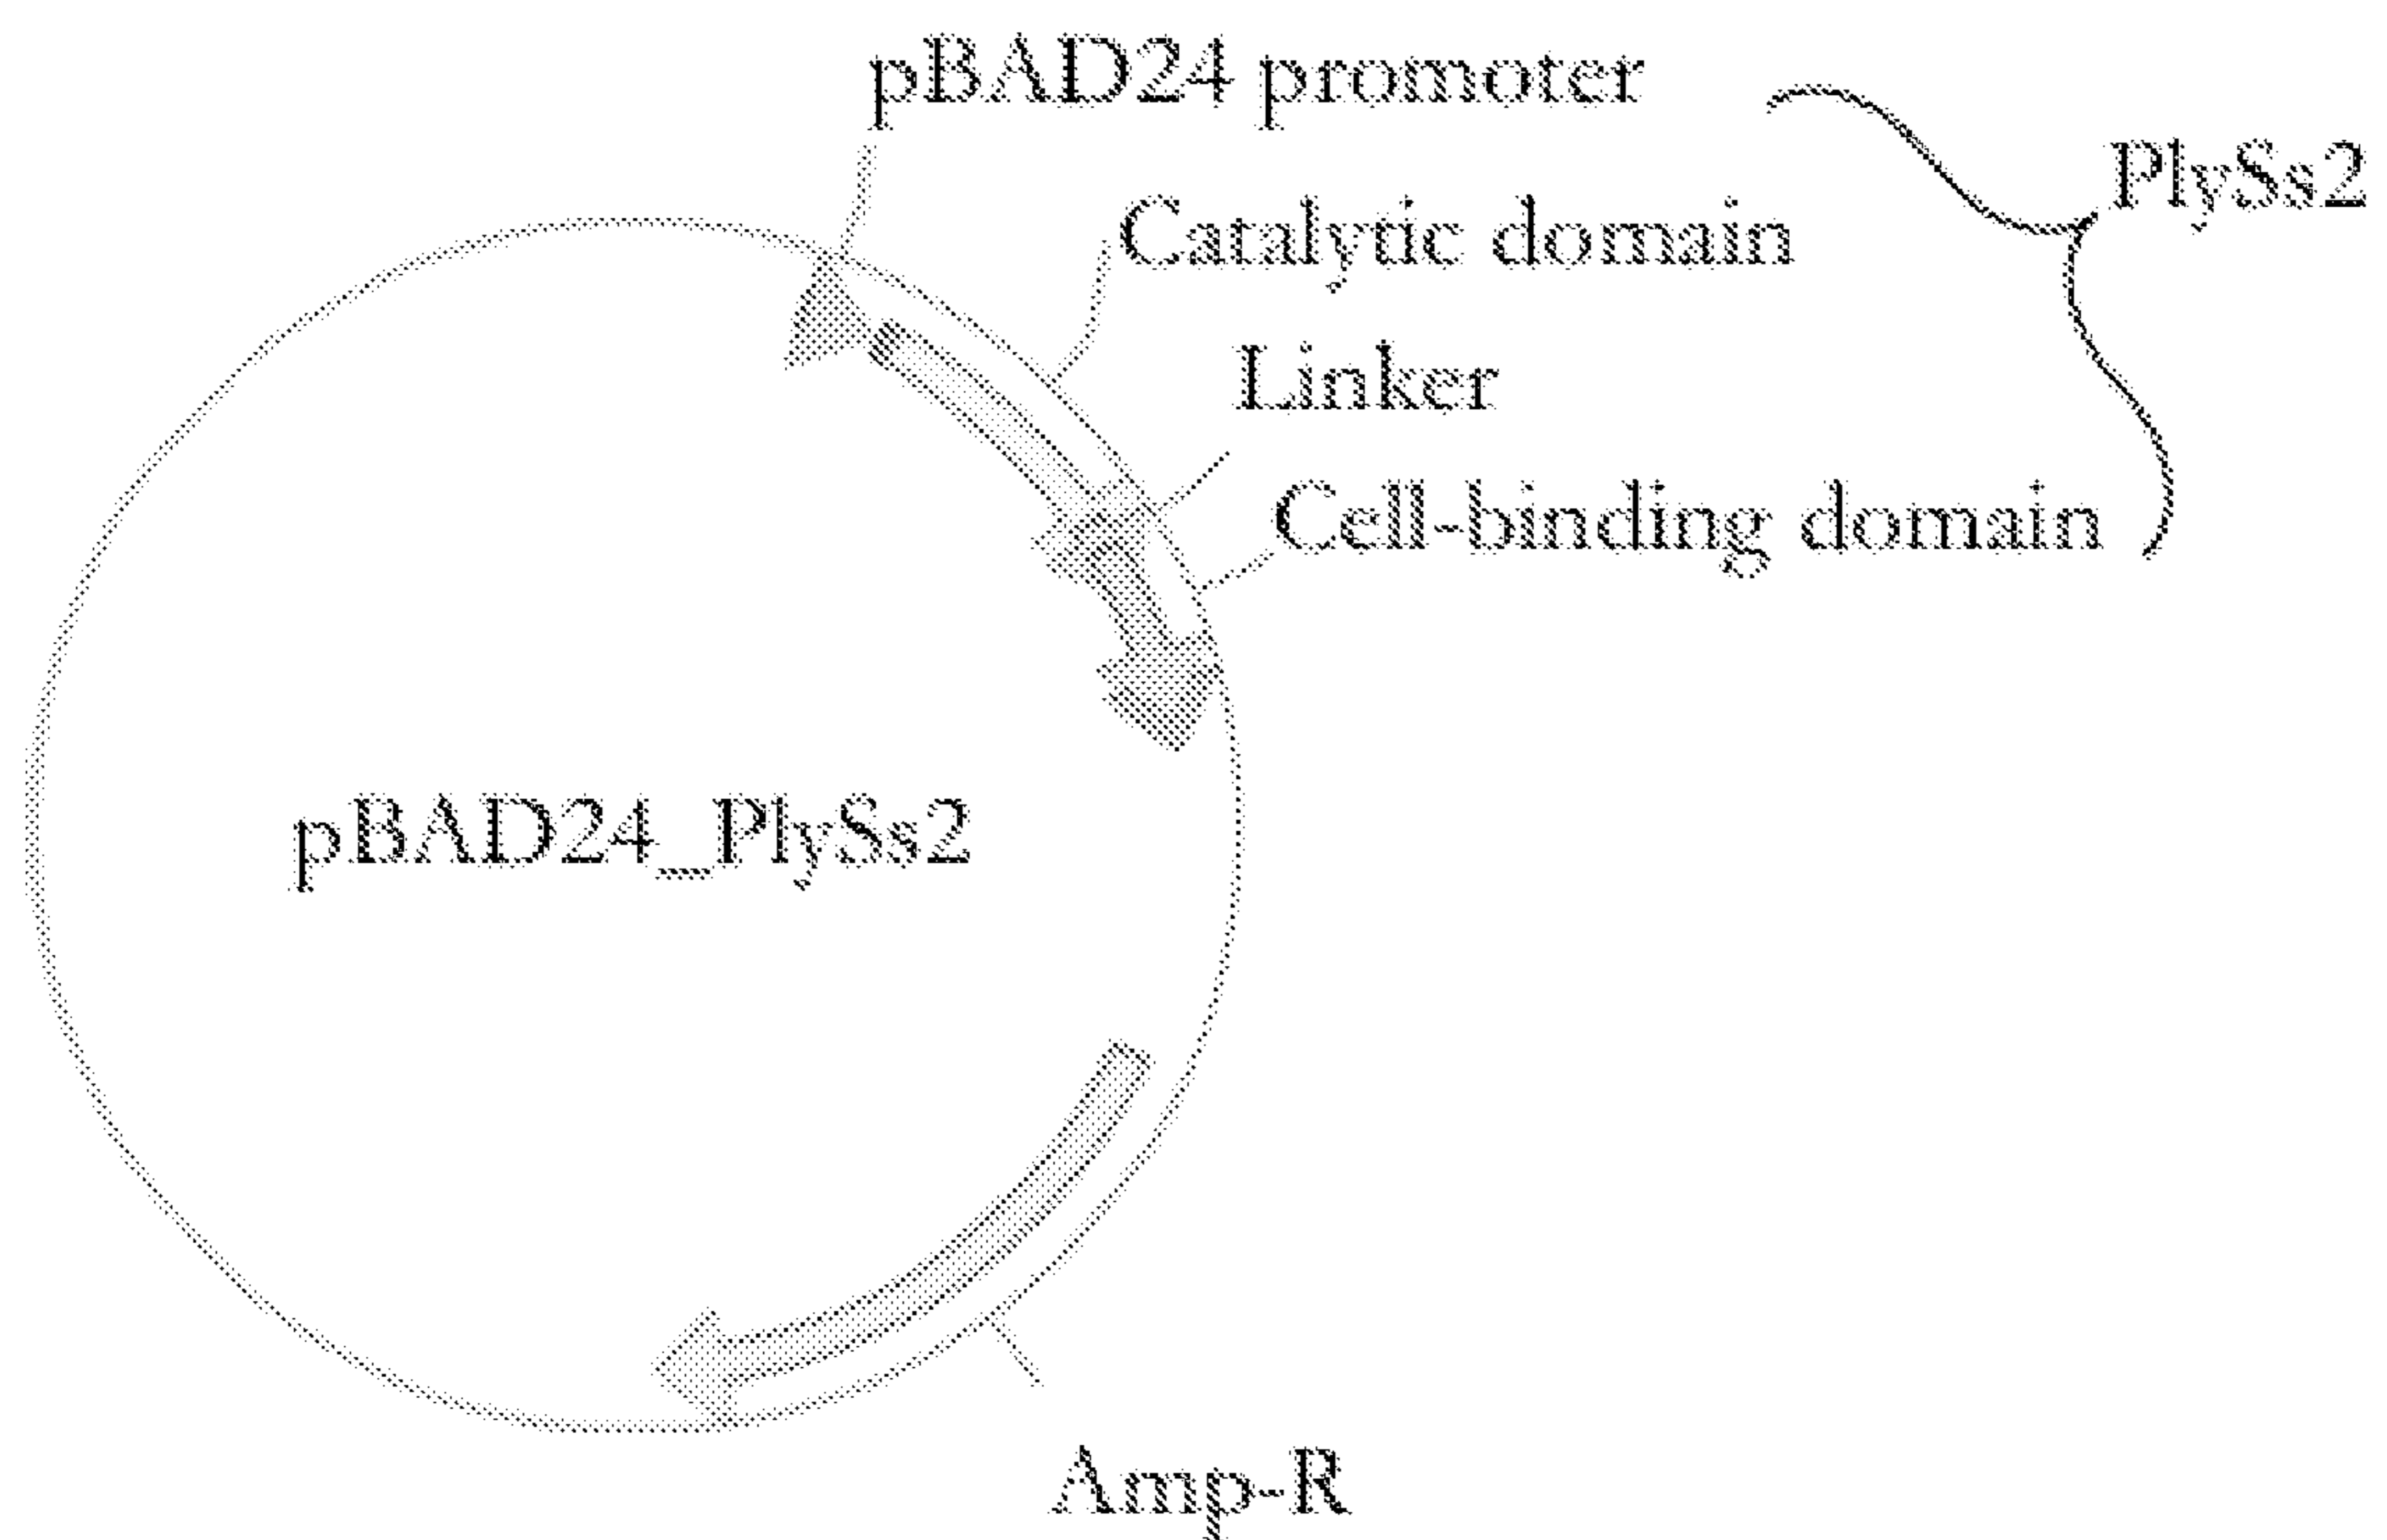 pBAD24 promoter
PlySs2
Catalytic domain
Linker
Cell-binding domain
pBAD24_PlySs2
Amp-R